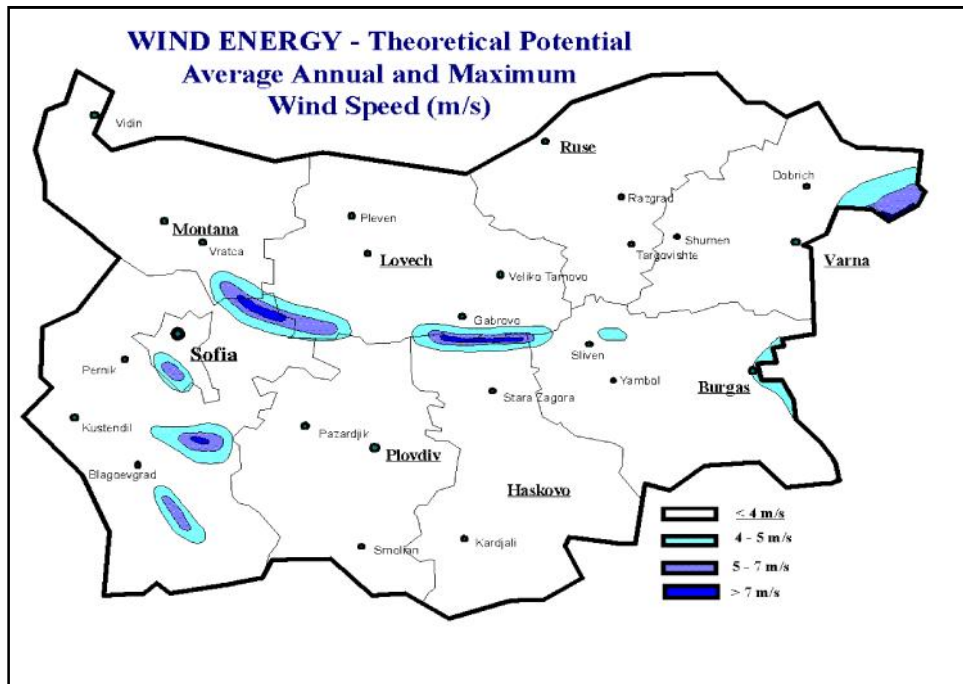 WIND ENERGY - Theoretical Potential
Average Annual and Maximum
Wind Speed (m/s)
Vidin
Ruse
Dobrich
Razgrad
Pleven
Montana
Shumen
Vratca
Lovech
Targovishte
Varna
Veliko Tarnovo
Gabrovo
Sofia
Sliven
Pernik
Yambol
Burgas
Stara Zagora
Kustendil
Pazardjik
Plovdiv
Blagoevgrad
Haskovo
< 4 m/s
4 - 5 m/s
Smolian
Kardjali
5 - 7 m/s
> 7 m/s